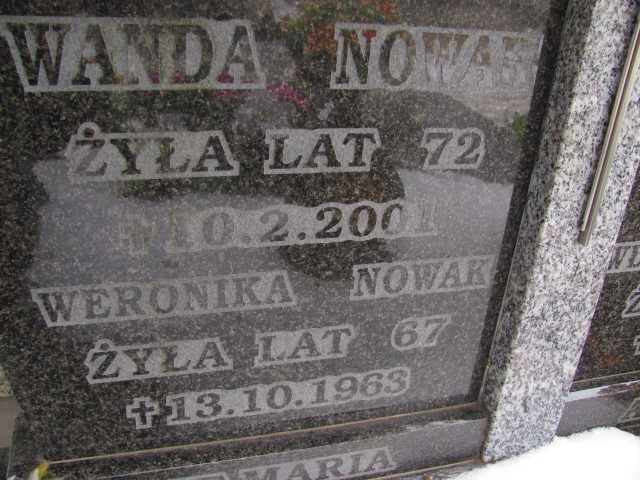 WANDA NOWAK
ŻYŁA LAT 72
✝10.2.2001
WERONIKA NOWAK
ŻYŁA LAT 67
✝13.10.1963
MARIA